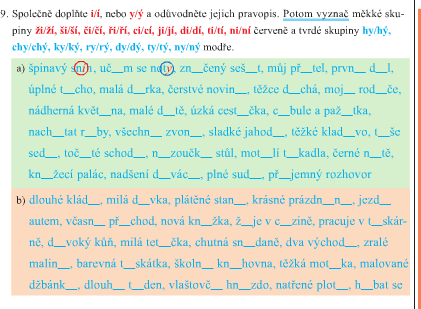 9. Společně doplňte i/í, nebo y/ý a odůvodněte jejich pravopis. Potom vyznač měkké sku-
piny ži/ží, ši/ší, či/čí, ři/ří, ci/cí, ji/jí, di/dí, ti/tí, ni/ní červeně a tvrdé skupiny hy/hý,
chy/chý, ky/ký, ry/rý, dy/dý, ty/tý, ny/ný modře.
a) špinavý sníh, uč__m se noty, zn__čený seš__t, můj př__tel, prvn__ d__l,
úplné t__cho, malá d__rka, čerstvé novin__, těžce d__chá, moj__ rod__če,
nádherná květ__na, malé d__tě, úzká cest__čka, c__bule a paž__tka,
nach__tat r__by, všechn__ zvon__, sladké jahod__, těžké klad__vo, t__še
sed__, toč__té schod__, n__zoučk__ stůl, mot__lí t__kadla, černé n__tě,
kn__žecí palác, nadšení d__vác__, plné sud__, př__jemný rozhovor
b) dlouhé klád__, milá d__vka, plátěné stan__, krásné prázdn__n__, jezd__
autem, včasn__ př__chod, nová kn__žka, ž__je v c__zině, pracuje v t__skár-
ně, d__voký kůň, milá tet__čka, chutná sn__daně, dva východ__, zralé
malin__, barevná t__skátka, školn__ kn__hovna, těžká mot__ka, malované
džbánk__, dlouh__ t__den, vlaštovč__ hn__zdo, natřené plot__, h__bat se